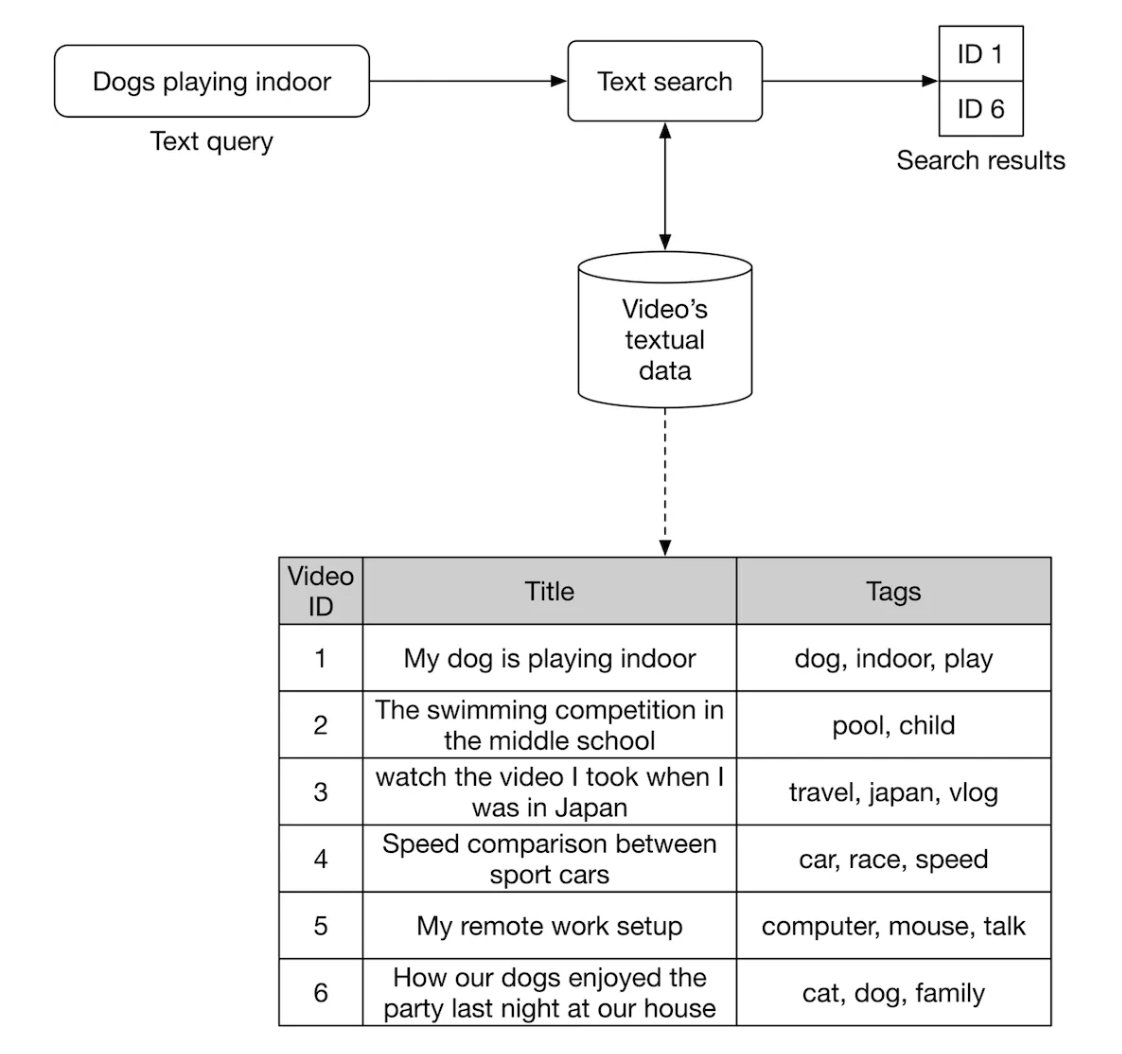 Dogs playing indoor
Text query
Text search
ID 1
ID 6
Search results
Video’s
textual
data
Video
ID
Title
Tags
1
My dog is playing indoor
dog, indoor, play
2
The swimming competition in
the middle school
pool, child
3
watch the video I took when I
was in Japan
travel, japan, vlog
4
Speed comparison between
sport cars
car, race, speed
5
My remote work setup
computer, mouse, talk
6
How our dogs enjoyed the
party last night at our house
cat, dog, family